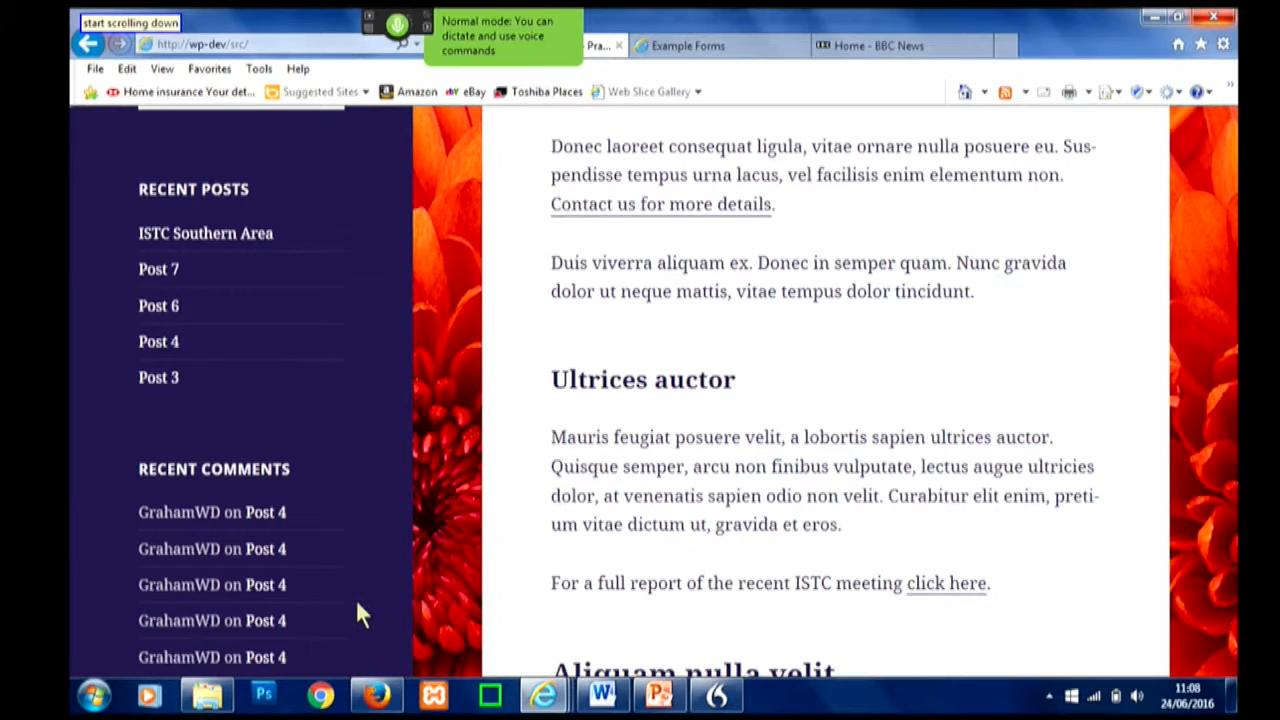 start scrolling down
Normal mode: You can
dictate and use voice
commands
http://wp-dev/src/
Pra...
Example Forms
Home - BBC News
File Edit View Favorites Tools Help
Home insurance Your det...
Suggested Sites
Amazon
eBay
Toshiba Places
Web Slice Gallery
RECENT POSTS
ISTC Southern Area
Post 7
Post 6
Post 4
Post 3
RECENT COMMENTS
GrahamWD on Post 4
GrahamWD on Post 4
GrahamWD on Post 4
GrahamWD on Post 4
GrahamWD on Post 4
Donec laoreet consequat ligula, vitae ornare nulla posuere eu. Sus-
pendisse tempus urna lacus, vel facilisis enim elementum non.
Contact us for more details.
Duis viverra aliquam ex. Donec in semper quam. Nunc gravida
dolor ut neque mattis, vitae tempus dolor tincidunt.
Ultrices auctor
Mauris feugiat posuere velit, a lobortis sapien ultrices auctor.
Quisque semper, arcu non finibus vulputate, lectus augue ultricies
dolor, at venenatis sapien odio non velit. Curabitur elit enim, preti-
um vitae dictum ut, gravida et eros.
For a full report of the recent ISTC meeting click here.
Aliquam nulla velit
Ps
11:08
24/06/2016